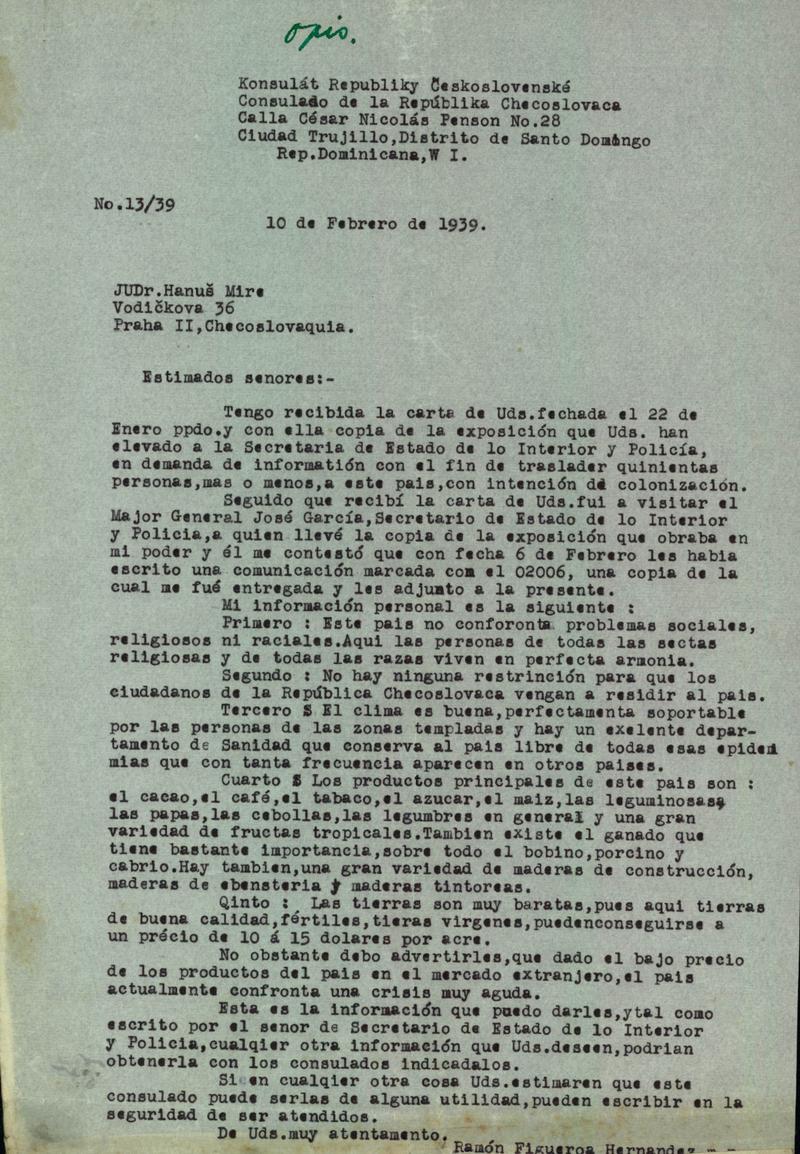 opis.
Konsulát Republiky Československé
Consulado de la Repúblika Checoslovaca
Calla César Nicolás Penson No.28
Ciudad Trujillo,Distrito de Santo Domingo
Rep.Dominicana,W I.
No.13/39
10 de Febrero de 1939.
JUDr.Hanuš Mire
Vodičkova 36
Praha II,Checoslovaquia.
Estimados senores:-
Tengo recibida la carta de Uds.fechada el 22 de
Enero ppdo.y con ella copia de la exposición que Uds. han
elevado a la Secretaria de Estado de lo Interior y Policía,
en demanda de informatión con el fin de traslader quinientas
personas,mas o menos,a este pais,con intención de colonización.
Seguido que recibí la carta de Uds.fui a visitar el
Major General José García,Secretario de Estado de lo Interior
y Policia,a quien llevé la copia de la exposición que obraba en
mi poder y él me contestó que con fecha 6 de Febrero les habia
escrito una comunicación marcada con el 02006, una copia de la
cual me fué entregada y les adjunto a la presente.
Mi información personal es la siguiente :
Primero : Este pais no conforonta problemas sociales,
religiosos ni raciales.Aqui las personas de todas las sectas
religiosas y de todas las razas viven en perfecta armonia.
Segundo : No hay ninguna restrinción para que los
ciudadanos de la República Checoslovaca vengan a residir al pais.
Tercero : El clima es buena,perfectamenta soportable
por las personas de las zonas templadas y hay un exelente depar-
tamento de Sanidad que conserva al pais libre de todas esas epidem
mias que con tanta frecuencia aparecen en otros paises.
Cuarto : Los productos principales de este pais son :
el cacao,el café,el tabaco,el azucar,el maiz,las leguminosas,
las papas,las cebollas,las legumbres en general y una gran
variedad de fructas tropicales.Tambien existe el ganado que
tiene bastante importancia,sobre todo el bobino,porcino y
cabrio.Hay tambien,una gran variedad de maderas de construcción,
maderas de ebensteria y maderas tintoreas.
Qinto : Las tierras son muy baratas,pues aqui tierras
de buena calidad,fértiles,tieras virgenes,puedenconseguirse a
un précio de 10 á 15 dolares por acre.
No obstante debo advertirles,que dado el bajo precio
de los productos del pais en el mercado extranjero,el pais
actualmente confronta una crisis muy aguda.
Esta es la información que puedo darles,ytal como
escrito por el senor de Secretario de Estado de lo Interior
y Policia,cualqier otra información que Uds.deseen,podrian
obtenerla con los consulados indicadalos.
Si en cualqier otra cosa Uds.estimaren que este
consulado puede serlas de alguna utilidad,pueden escribir en la
seguridad de ser atendidos.
De Uds.muy atentamento.
Ramón Figueroa Hernandez - -